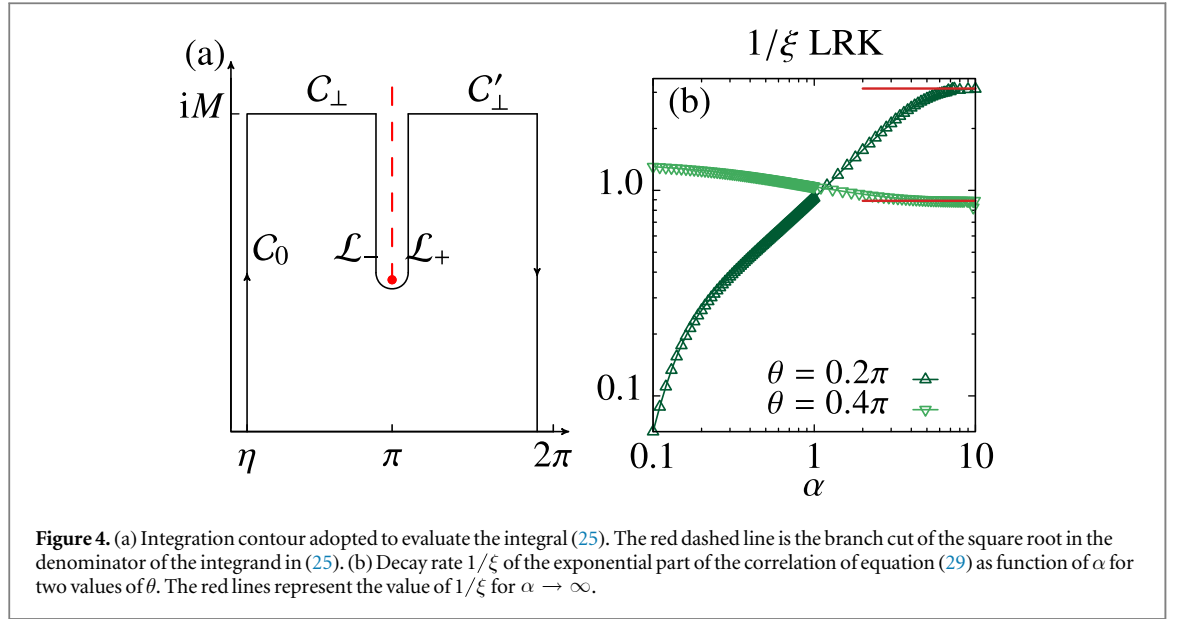 (a)
iM
C⊥
C′⊥
C₀
L₋
L₊
η
π
2π
1/ξ LRK
(b)
1.0
0.1
θ = 0.2π
θ = 0.4π
0.1
1
10
α
Figure 4. (a) Integration contour adopted to evaluate the integral (25). The red dashed line is the branch cut of the square root in the
denominator of the integrand in (25). (b) Decay rate 1/ξ of the exponential part of the correlation of equation (29) as function of α for
two values of θ. The red lines represent the value of 1/ξ for α → ∞.